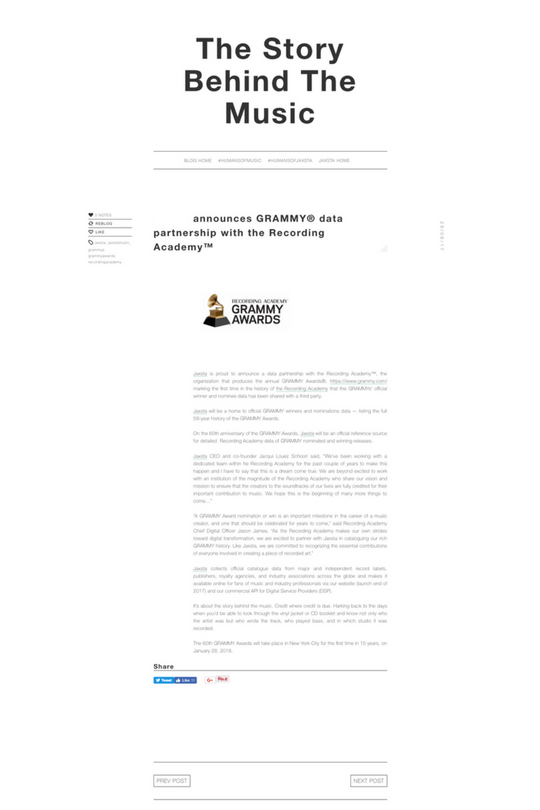 The Story
Behind The
Music
BLOG HOME #HUMANSOFMUSIC #HUMANSOFJAXSTA JAXSTA HOME
NOTES
REBLOG
LIKE
jaxsta jaxstamusic
grammys
grammyawards
recordingacademy
announces GRAMMY® data
partnership with the Recording
Academy™
RECORDING ACADEMY
GRAMMY
AWARDS
Jaxsta is proud to announce a data partnership with the Recording Academy™, the
organisation that produces the annual GRAMMY Awards®, https://www.grammy.com/
marking the first time in the history of the Recording Academy that the GRAMMYs' official
winner and nominee data has been shared with a third party.
Jaxsta will be a home to official GRAMMY winners and nominations data — listing the full
59-year history of the GRAMMY Awards.
On the 60th anniversary of the GRAMMY Awards, Jaxsta will be an official reference source
for detailed Recording Academy data of GRAMMY nominated and winning releases.
Jaxsta CEO and co-founder Jacqui Louez Schoorl said, "We've been working with a
dedicated team within he Recording Academy for the past couple of years to make this
happen and I have to say that this is a dream come true. We are beyond excited to work
with an institution of the magnitude of the Recording Academy who share our vision and
mission to ensure that the creators to the soundtracks of our lives are fully credited for their
important contribution to music. We hope this is the beginning of many more things to
come…"
"A GRAMMY Award nomination or win is an important milestone in the career of a music
creator, and one that should be celebrated for years to come," said Recording Academy
Chief Digital Officer Jason James. "As the Recording Academy makes our own strides
toward digital transformation, we are excited to partner with Jaxsta in cataloguing our rich
GRAMMY history. Like Jaxsta, we are committed to recognizing the essential contributions
of everyone involved in creating a piece of recorded art."
Jaxsta collects official catalogue data from major and independent record labels,
publishers, royalty agencies, and industry associations across the globe and makes it
available online for fans of music and industry professionals via our website (launch end of
2017) and our commercial API for Digital Service Providers (DSP).
It's about the story behind the music. Credit where credit is due. Harking back to the days
when you'd be able to look through the vinyl jacket or CD booklet and know not only who
the artist was but who wrote the track, who played bass, and in which studio it was
recorded.
The 60th GRAMMY Awards will take place in New York City for the first time in 15 years, on
January 28, 2018.
Share
Tweet Like G+ Pin it
PREV POST NEXT POST